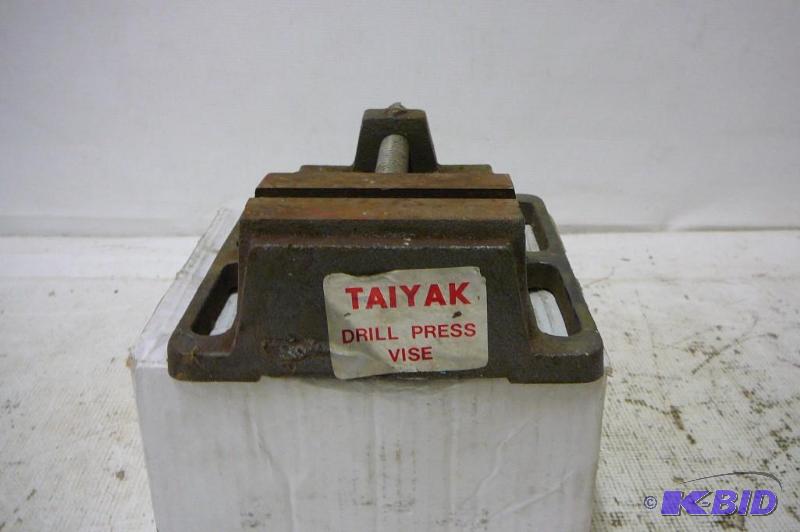 TAIYAK
DRILL PRESS
VISE
© K-BID